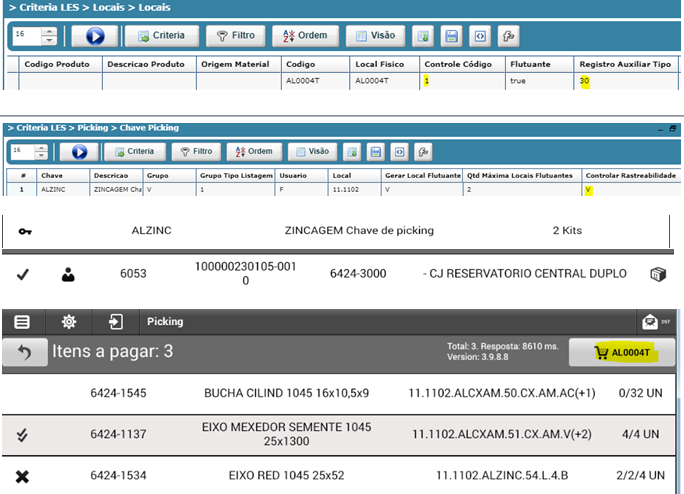 > Criteria LES > Locais > Locais
16 Criteria Filtro Ordem Visão
Codigo Produto Descricao Produto Origem Material Codigo Local Fisico Controle Código Flutuante Registro Auxiliar Tipo
AL0004T AL0004T 1 true 30
> Criteria LES > Picking > Chave Picking
16 Criteria Filtro Ordem Visão
# Chave Descricao Grupo Grupo Tipo Listagem Usuario Local Gerar Local Flutuante Qtd Máxima Locais Flutuantes Controlar Rastreabilidade
1 ALZINC ZINCAGEM Cha V 1 F 11.1102 V 2 V
ALZINC ZINCAGEM Chave de picking 2 Kits
6053 100000230105-001 6424-3000 - CJ RESERVATORIO CENTRAL DUPLO
0
Picking 297
Itens a pagar: 3 Total: 3. Resposta: 8610 ms. AL0004T
Version: 3.9.8.8
6424-1545 BUCHA CILIND 1045 16x10,5x9 11.1102.ALCXAM.50.CX.AM.AC(+1) 0/32 UN
6424-1137 EIXO MEXEDOR SEMENTE 1045 11.1102.ALCXAM.51.CX.AM.V(+2) 4/4 UN
25x1300
6424-1534 EIXO RED 1045 25x52 11.1102.ALZINC.54.L.4.B 2/2/4 UN